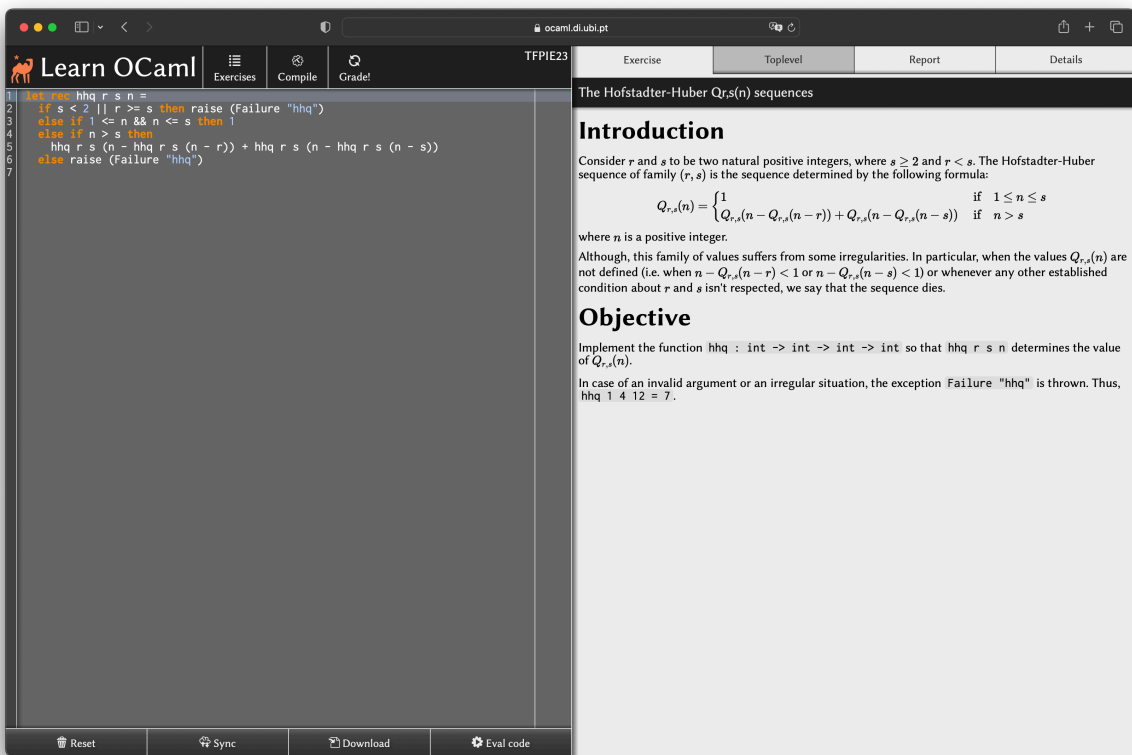 ocaml.di.ubi.pt
Learn OCaml
Exercises
Compile
Grade!
TFPIE23
1 let rec hhq r s n =
2 if s < 2 || r >= s then raise (Failure "hhq")
3 else if 1 <= n && n <= s then 1
4 else if n > s then
5 hhq r s (n - hhq r s (n - r)) + hhq r s (n - hhq r s (n - s))
6 else raise (Failure "hhq")
7
Reset
Sync
Download
Eval code
Exercise
Toplevel
Report
Details
The Hofstadter-Huber Qr,s(n) sequences
Introduction
Consider r and s to be two natural positive integers, where s ≥ 2 and r < s. The Hofstadter-Huber
sequence of family (r, s) is the sequence determined by the following formula:
Q_{r,s}(n) = { 1 if 1 ≤ n ≤ s
Q_{r,s}(n − Q_{r,s}(n − r)) + Q_{r,s}(n − Q_{r,s}(n − s)) if n > s
where n is a positive integer.
Although, this family of values suffers from some irregularities. In particular, when the values Q_{r,s}(n) are
not defined (i.e. when n − Q_{r,s}(n − r) < 1 or n − Q_{r,s}(n − s) < 1) or whenever any other established
condition about r and s isn't respected, we say that the sequence dies.
Objective
Implement the function hhq : int -> int -> int -> int so that hhq r s n determines the value
of Q_{r,s}(n).
In case of an invalid argument or an irregular situation, the exception Failure "hhq" is thrown. Thus,
hhq 1 4 12 = 7.